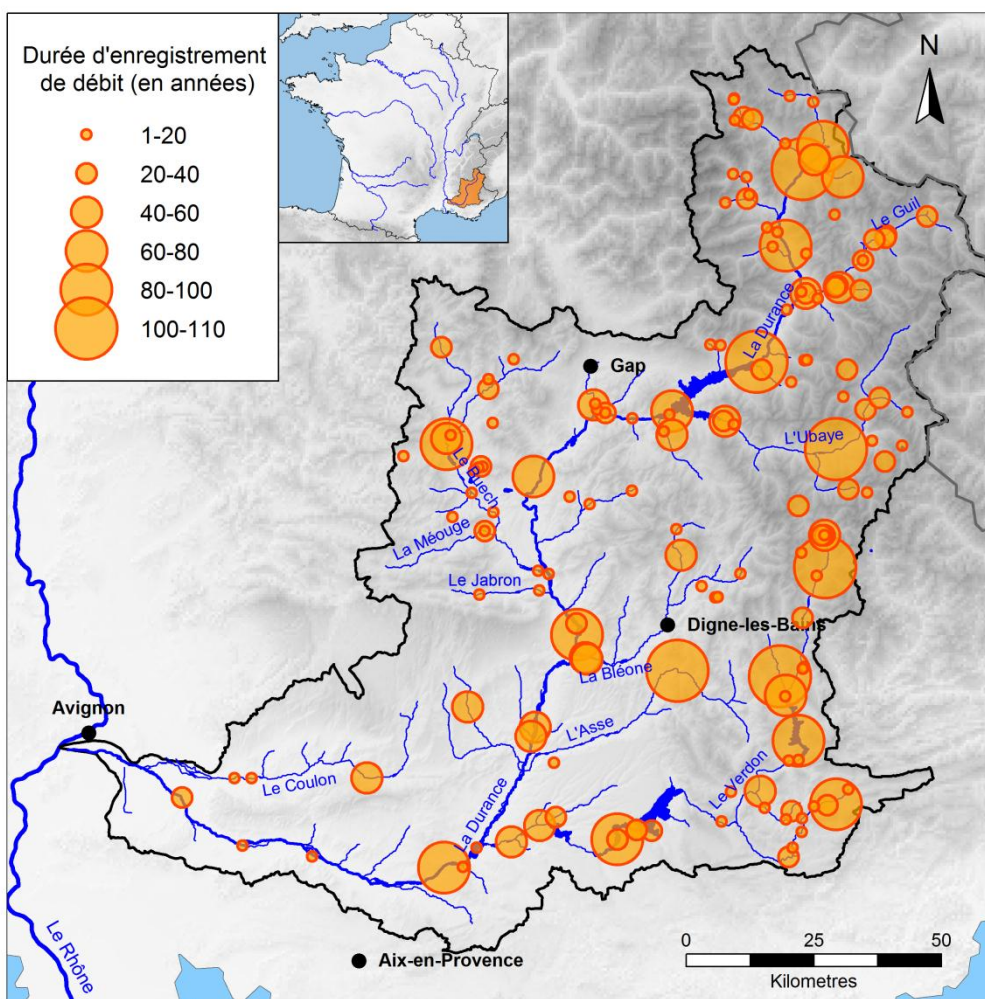 Durée d'enregistrement
de débit (en années)
1-20
20-40
40-60
60-80
80-100
100-110
N
Le Guil
La Durance
Gap
L'Ubaye
Le Buech
La Méouge
Le Jabron
Digne-les-Bains
La Bléone
Avignon
L'Asse
Le Coulon
Le Verdon
La Durance
Le Rhône
Aix-en-Provence
0 25 50
Kilometres